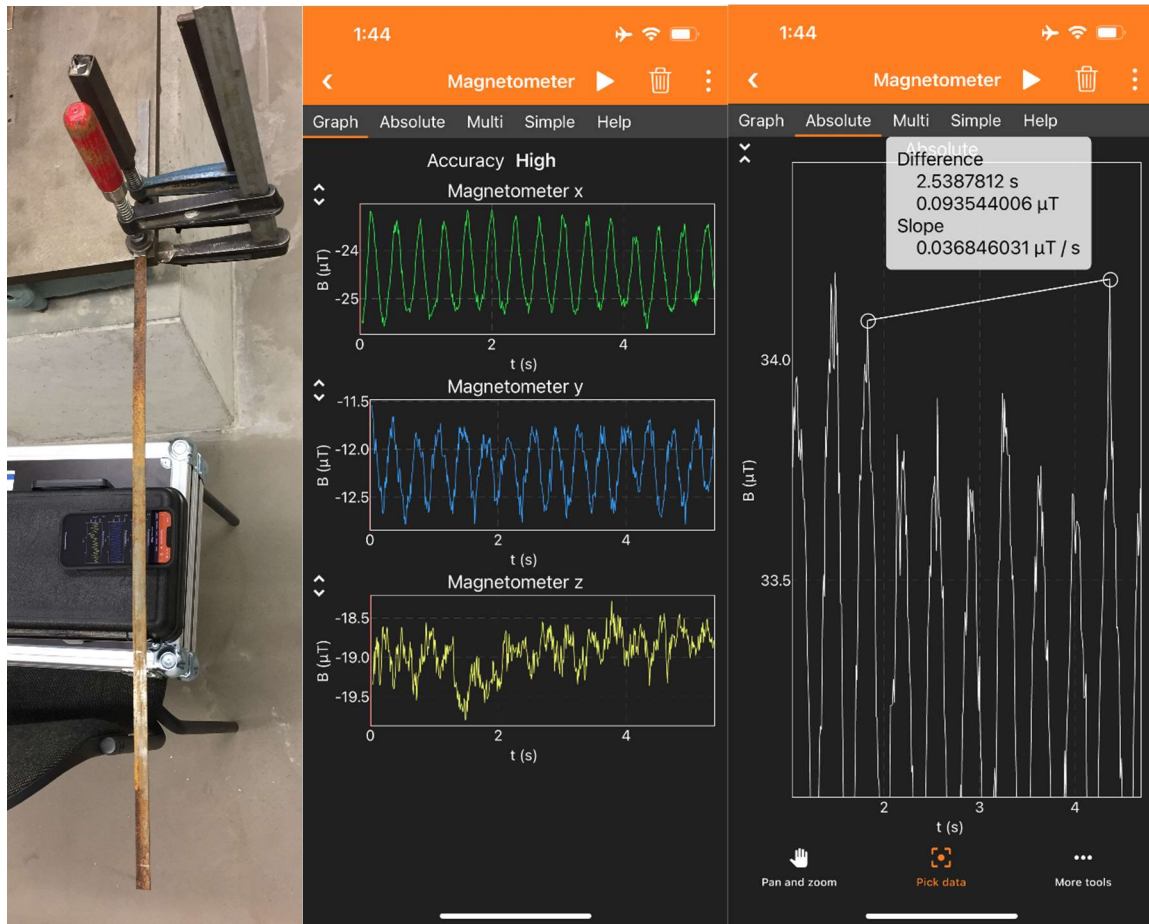 1:44
Magnetometer
Graph Absolute Multi Simple Help
Accuracy High
Magnetometer x
B (µT)
-24
-25
0 2 4
t (s)
Magnetometer y
B (µT)
-11.5
-12.0
-12.5
0 2 4
t (s)
Magnetometer z
B (µT)
-18.5
-19.0
-19.5
0 2 4
t (s)
1:44
Magnetometer
Graph Absolute Multi Simple Help
Absolute
Difference
2.5387812 s
0.093544006 µT
Slope
0.036846031 µT / s
B (µT)
34.0
33.5
2 3 4
t (s)
Pan and zoom Pick data More tools